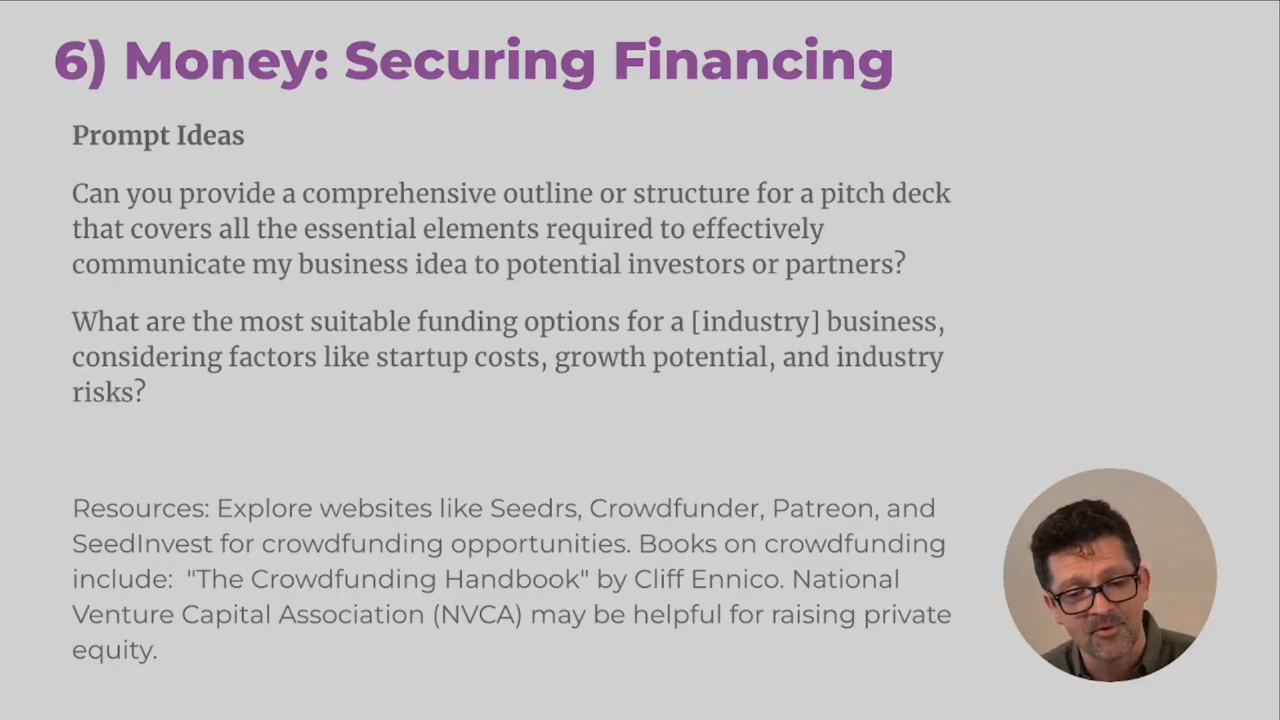 6) Money: Securing Financing
Prompt Ideas
Can you provide a comprehensive outline or structure for a pitch deck
that covers all the essential elements required to effectively
communicate my business idea to potential investors or partners?
What are the most suitable funding options for a [industry] business,
considering factors like startup costs, growth potential, and industry
risks?
Resources: Explore websites like Seedrs, Crowdfunder, Patreon, and
SeedInvest for crowdfunding opportunities. Books on crowdfunding
include:  "The Crowdfunding Handbook" by Cliff Ennico. National
Venture Capital Association (NVCA) may be helpful for raising private
equity.